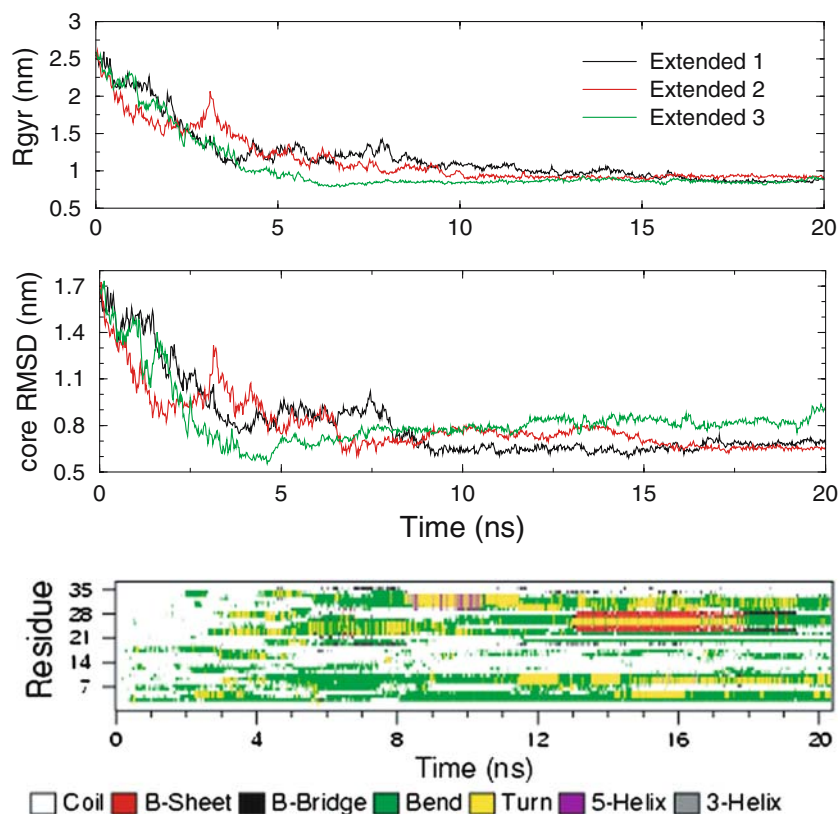 3
2.5
2
1.5
1
0.5
Rgyr (nm)
Extended 1
Extended 2
Extended 3
0 5 10 15 20
1.7
1.4
1.1
0.8
0.5
core RMSD (nm)
0 5 10 15 20
Time (ns)
35
28
21
14
7
Residue
0 4 8 12 16 20
Time (ns)
Coil B-Sheet B-Bridge Bend Turn 5-Helix 3-Helix